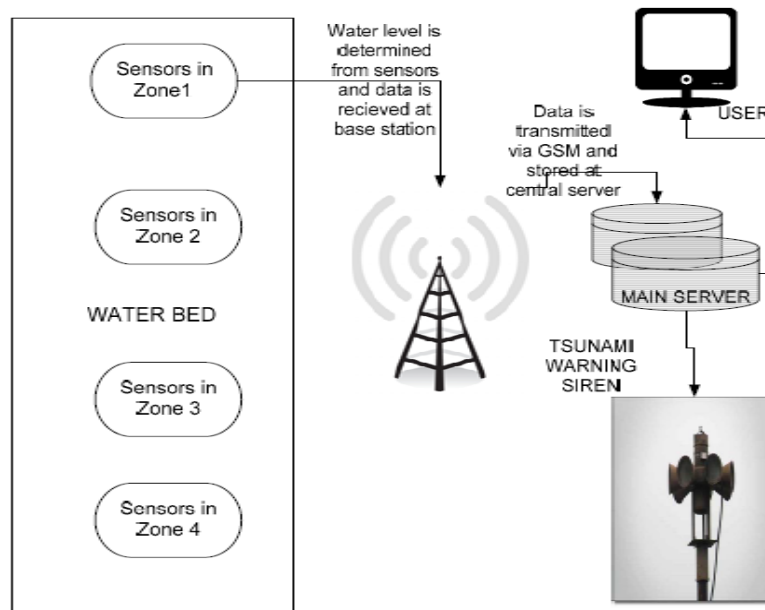 Sensors in
Zone1
Sensors in
Zone 2
WATER BED
Sensors in
Zone 3
Sensors in
Zone 4
Water level is
determined
from sensors
and data is
recieved at
base station
Data is
transmitted
via GSM and
stored at
central server
USER
MAIN SERVER
TSUNAMI
WARNING
SIREN